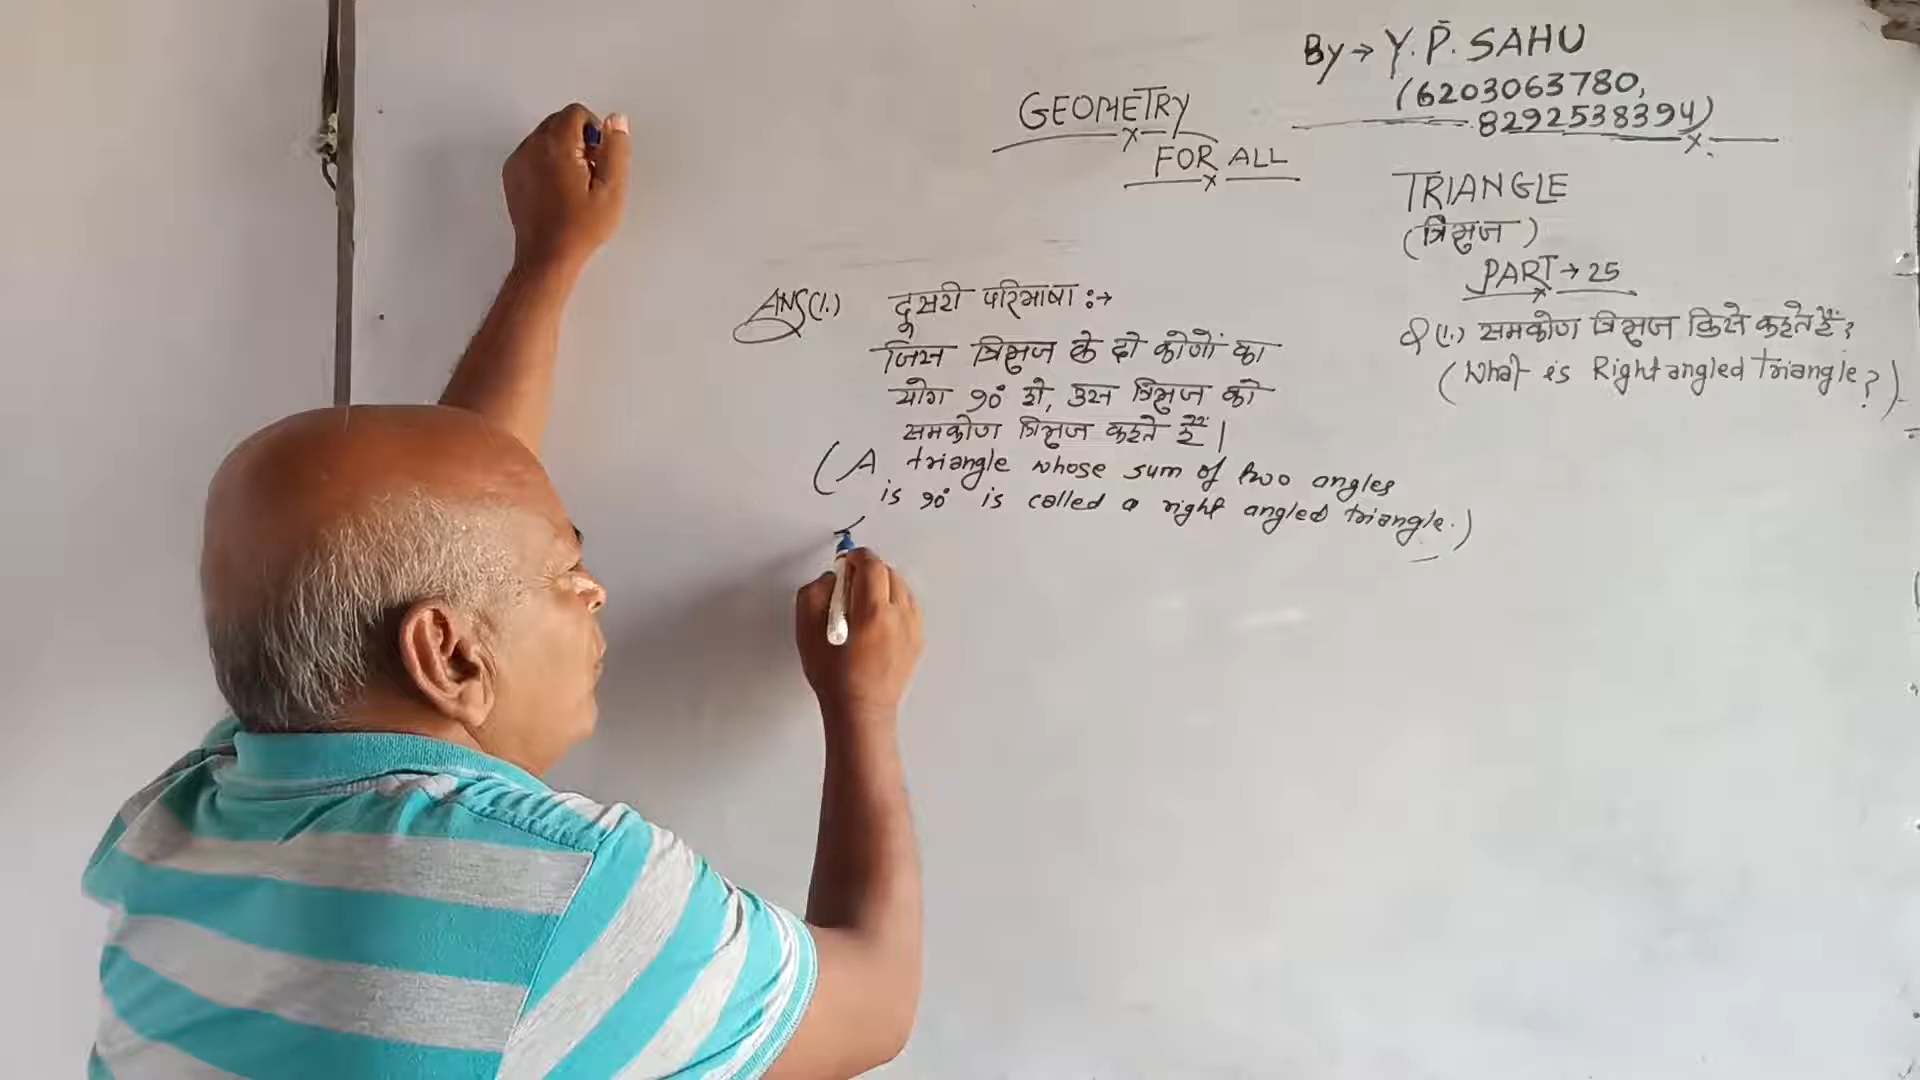 By → Y. P. SAHU
(6203063780,
8292538394)
GEOMETRY
FOR ALL
TRIANGLE
(त्रिभुज)
PART → 25
Q(1.) समकोण त्रिभुज किसे कहते हैं?
(What is Right angled Triangle?)
ANS(1.) दूसरी परिभाषा :→
जिस त्रिभुज के दो कोणों का
योग 90° हो, उस त्रिभुज को
समकोण त्रिभुज कहते हैं।
(A triangle whose sum of two angles
is 90° is called a right angled triangle.)